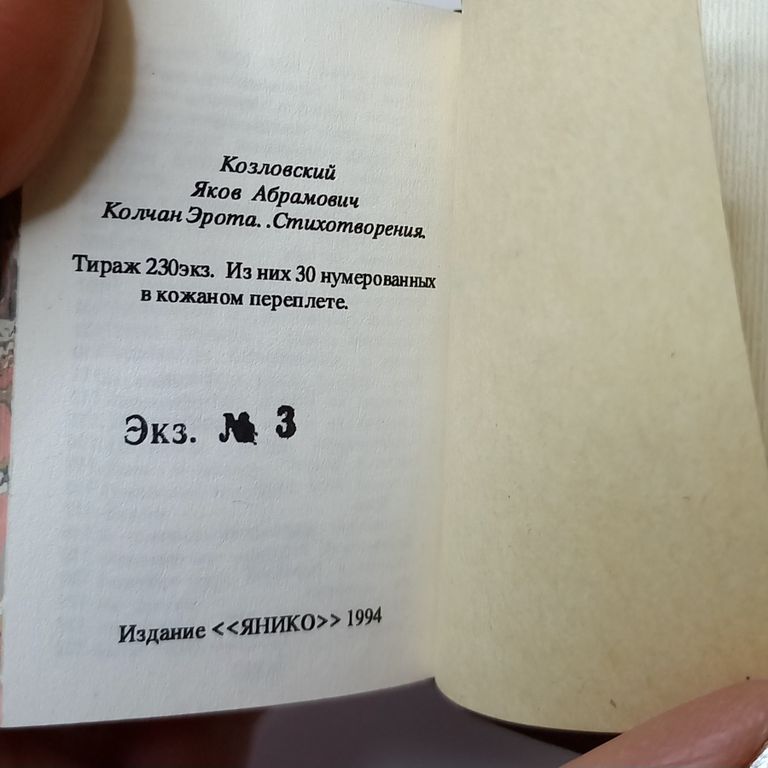 Козловский
Яков Абрамович
Колчан Эрота. .Стихотворения.
Тираж 230экз. Из них 30 нумерованных
в кожаном переплете.
Экз. № 3
Издание <<ЯНИКО>> 1994